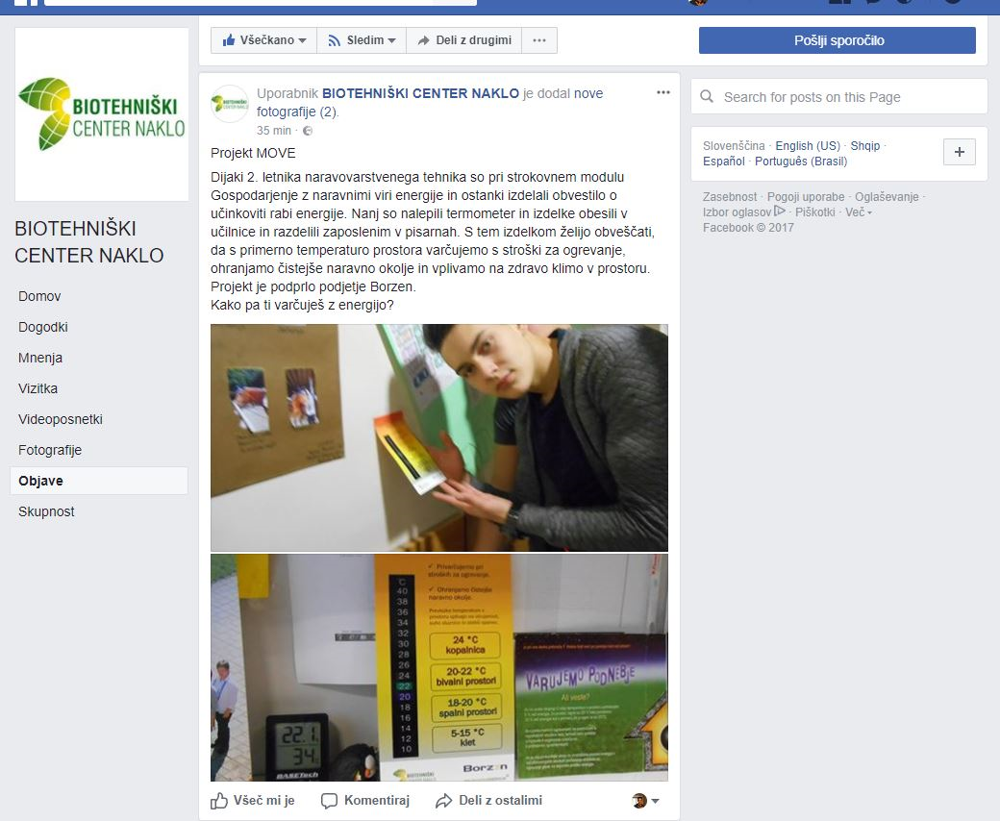 Všečkano
Sledim
Deli z drugimi
Pošlji sporočilo
BIOTEHNIŠKI
CENTER NAKLO
BIOTEHNIŠKI
CENTER NAKLO
Domov
Dogodki
Mnenja
Vizitka
Videoposnetki
Fotografije
Objave
Skupnost
Uporabnik BIOTEHNIŠKI CENTER NAKLO je dodal nove
fotografije (2).
35 min ·
Projekt MOVE
Dijaki 2. letnika naravovarstvenega tehnika so pri strokovnem modulu
Gospodarjenje z naravnimi viri energije in ostanki izdelali obvestilo o
učinkoviti rabi energije. Nanj so nalepili termometer in izdelke obesili v
učilnice in razdelili zaposlenim v pisarnah. S tem izdelkom želijo obveščati,
da s primerno temperaturo prostora varčujemo s stroški za ogrevanje,
ohranjamo čistejše naravno okolje in vplivamo na zdravo klimo v prostoru.
Projekt je podprlo podjetje Borzen.
Kako pa ti varčuješ z energijo?
✓ Privarčujemo pri
stroških za ogrevanje.
✓ Ohranjamo čistejše
naravno okolje.
°C
40
38
36
34
32
30
28
26
24
22
20
18
16
14
12
10
24 °C
kopalnica
20-22 °C
bivalni prostori
18-20 °C
spalni prostori
5-15 °C
klet
BIOTEHNIŠKI
Borzen
22.1
34
BASETech
VARUJEMO PODNEBJE
Ali veste?
Všeč mi je
Komentiraj
Deli z ostalimi
Search for posts on this Page
Slovenščina · English (US) · Shqip ·
Español · Português (Brasil)
Zasebnost · Pogoji uporabe · Oglaševanje ·
Izbor oglasov · Piškotki · Več
Facebook © 2017